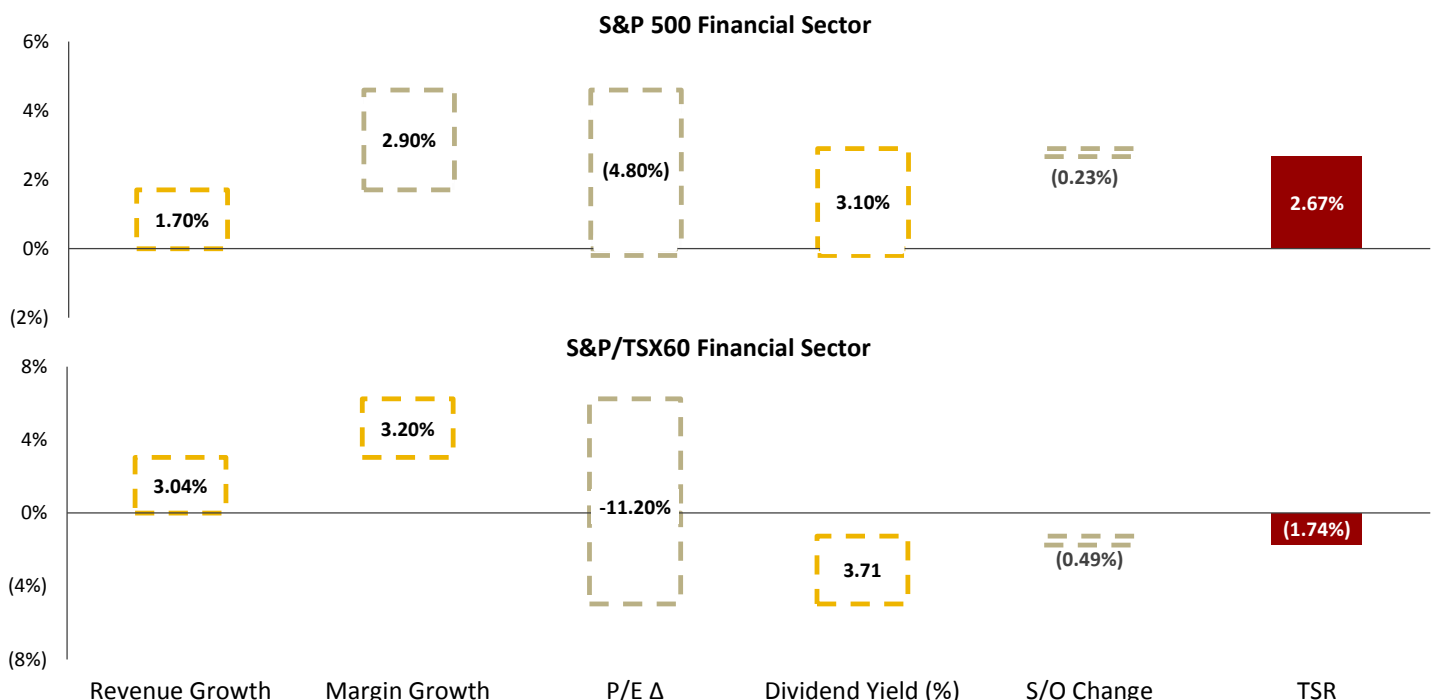 S&P 500 Financial Sector
6%
4%
2%
0%
(2%)
1.70%
2.90%
(4.80%)
3.10%
(0.23%)
2.67%
S&P/TSX60 Financial Sector
8%
4%
0%
(4%)
(8%)
3.04%
3.20%
-11.20%
3.71
(0.49%)
(1.74%)
Revenue Growth
Margin Growth
P/E Δ
Dividend Yield (%)
S/O Change
TSR